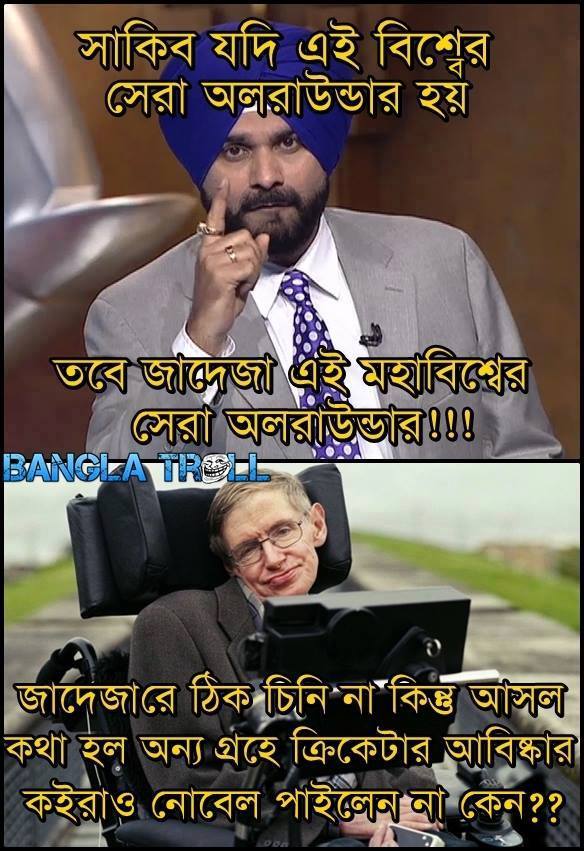 সাকিব যদি এই বিশ্বের
সেরা অলরাউন্ডার হয়
তবে জাদেজা এই মহাবিশ্বের
সেরা অলরাউন্ডার!!!
BANGLA TROLL
জাদেজারে ঠিক চিনি না কিন্তু আসল
কথা হল অন্য গ্রহে ক্রিকেটার আবিষ্কার
কইরাও নোবেল পাইলেন না কেন??